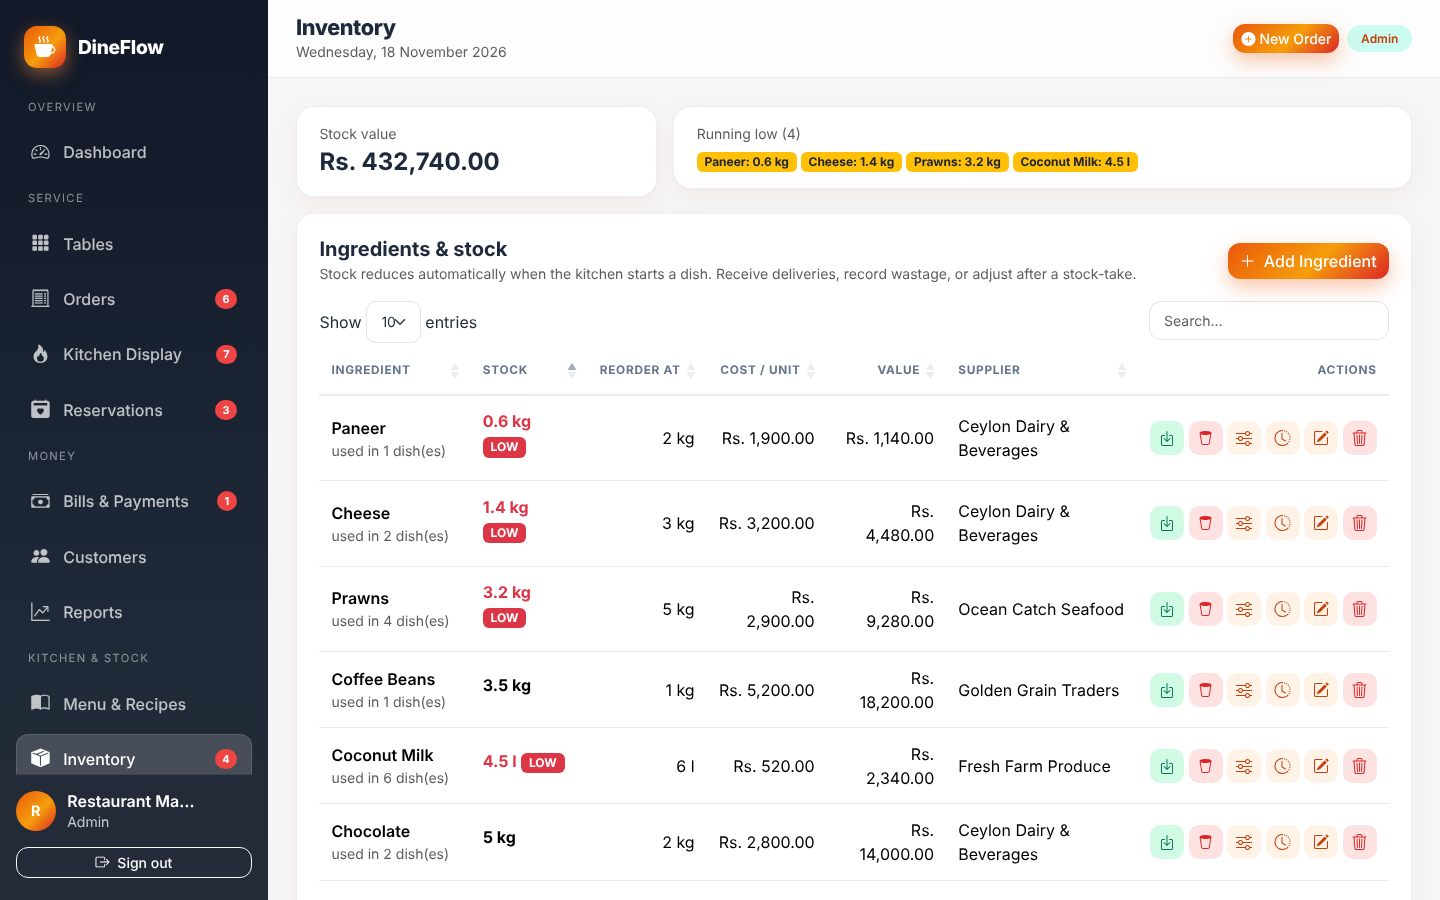 DineFlow
OVERVIEW
Dashboard
SERVICE
Tables
Orders 6
Kitchen Display 7
Reservations 3
MONEY
Bills & Payments 1
Customers
Reports
KITCHEN & STOCK
Menu & Recipes
Inventory 4
R Restaurant Ma...
Admin
Sign out
Inventory
Wednesday, 18 November 2026
New Order
Admin
Stock value
Rs. 432,740.00
Running low (4)
Paneer: 0.6 kg Cheese: 1.4 kg Prawns: 3.2 kg Coconut Milk: 4.5 l
Ingredients & stock
Stock reduces automatically when the kitchen starts a dish. Receive deliveries, record wastage, or adjust after a stock-take.
Add Ingredient
Show 10 entries
Search...
INGREDIENT STOCK REORDER AT COST / UNIT VALUE SUPPLIER ACTIONS
Paneer
used in 1 dish(es)
0.6 kg
LOW
2 kg
Rs. 1,900.00
Rs. 1,140.00
Ceylon Dairy &
Beverages
Cheese
used in 2 dish(es)
1.4 kg
LOW
3 kg
Rs. 3,200.00
Rs.
4,480.00
Ceylon Dairy &
Beverages
Prawns
used in 4 dish(es)
3.2 kg
LOW
5 kg
Rs.
2,900.00
Rs.
9,280.00
Ocean Catch Seafood
Coffee Beans
used in 1 dish(es)
3.5 kg
1 kg
Rs. 5,200.00
Rs.
18,200.00
Golden Grain Traders
Coconut Milk
used in 6 dish(es)
4.5 l LOW
6 l
Rs. 520.00
Rs.
2,340.00
Fresh Farm Produce
Chocolate
used in 2 dish(es)
5 kg
2 kg
Rs. 2,800.00
Rs.
14,000.00
Ceylon Dairy &
Beverages